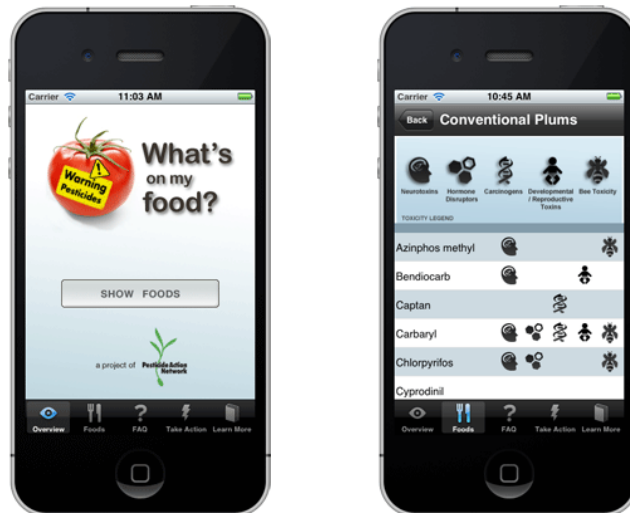 Carrier 11:03 AM
Warning
Pesticides
What's
on my
food?
SHOW FOODS
a project of Pesticide Action
Network
Overview Foods FAQ Take Action Learn More
Carrier 10:45 AM
Back Conventional Plums
Neurotoxins Hormone Disruptors Carcinogens Developmental / Reproductive Toxins Bee Toxicity
TOXICITY LEGEND
Azinphos methyl
Bendiocarb
Captan
Carbaryl
Chlorpyrifos
Cyprodinil
Overview Foods FAQ Take Action Learn More